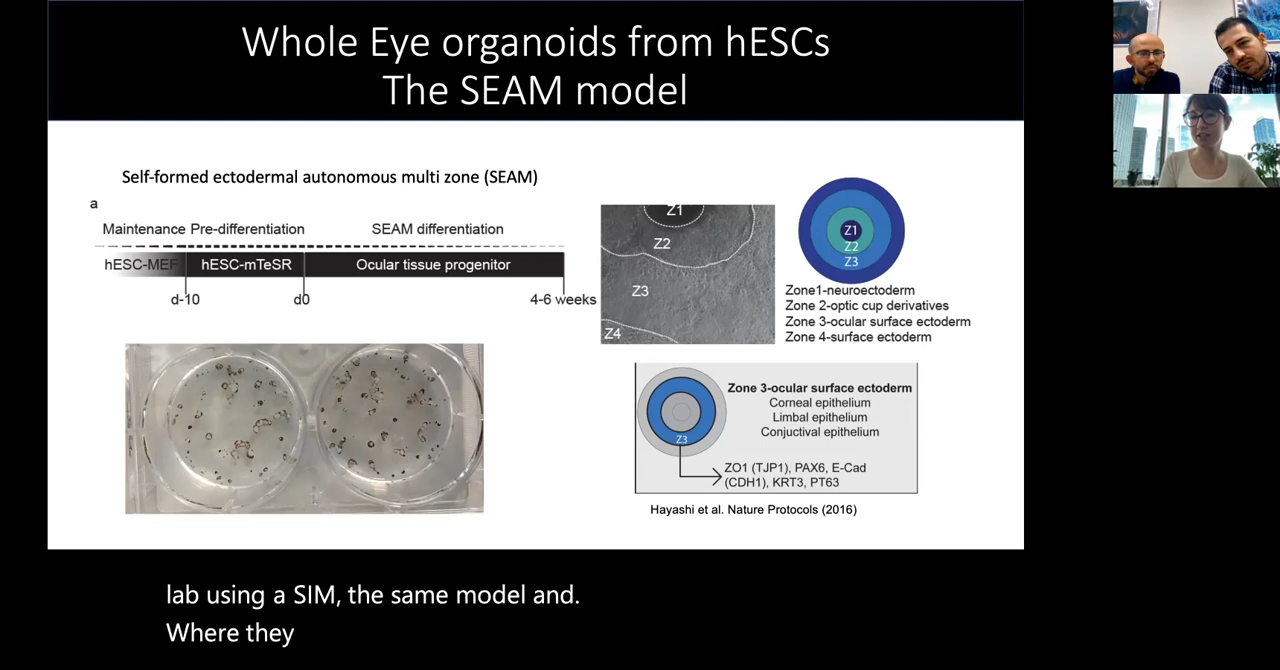 Whole Eye organoids from hESCs
The SEAM model
Self-formed ectodermal autonomous multi zone (SEAM)
a
Maintenance Pre-differentiation SEAM differentiation
hESC-MEF hESC-mTeSR Ocular tissue progenitor
d-10 d0 4-6 weeks
Z1
Z2
Z3
Z4
Z1
Z2
Z3
Zone1-neuroectoderm
Zone 2-optic cup derivatives
Zone 3-ocular surface ectoderm
Zone 4-surface ectoderm
Zone 3-ocular surface ectoderm
Corneal epithelium
Limbal epithelium
Conjuctival epithelium
Z3
ZO1 (TJP1), PAX6, E-Cad
(CDH1), KRT3, PT63
Hayashi et al. Nature Protocols (2016)
lab using a SIM, the same model and.
Where they